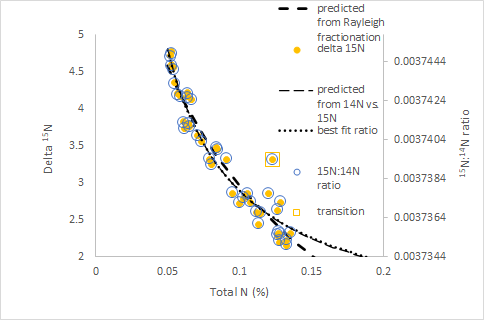 predicted
from Rayleigh
fractionation
delta 15N
predicted
from 14N vs.
15N
best fit ratio
15N:14N
ratio
transition
5
4.5
4
3.5
3
2.5
2
Delta ¹⁵N
0
0.05
0.1
0.15
0.2
Total N (%)
0.0037444
0.0037424
0.0037404
0.0037384
0.0037364
0.0037344
¹⁵N:¹⁴N ratio